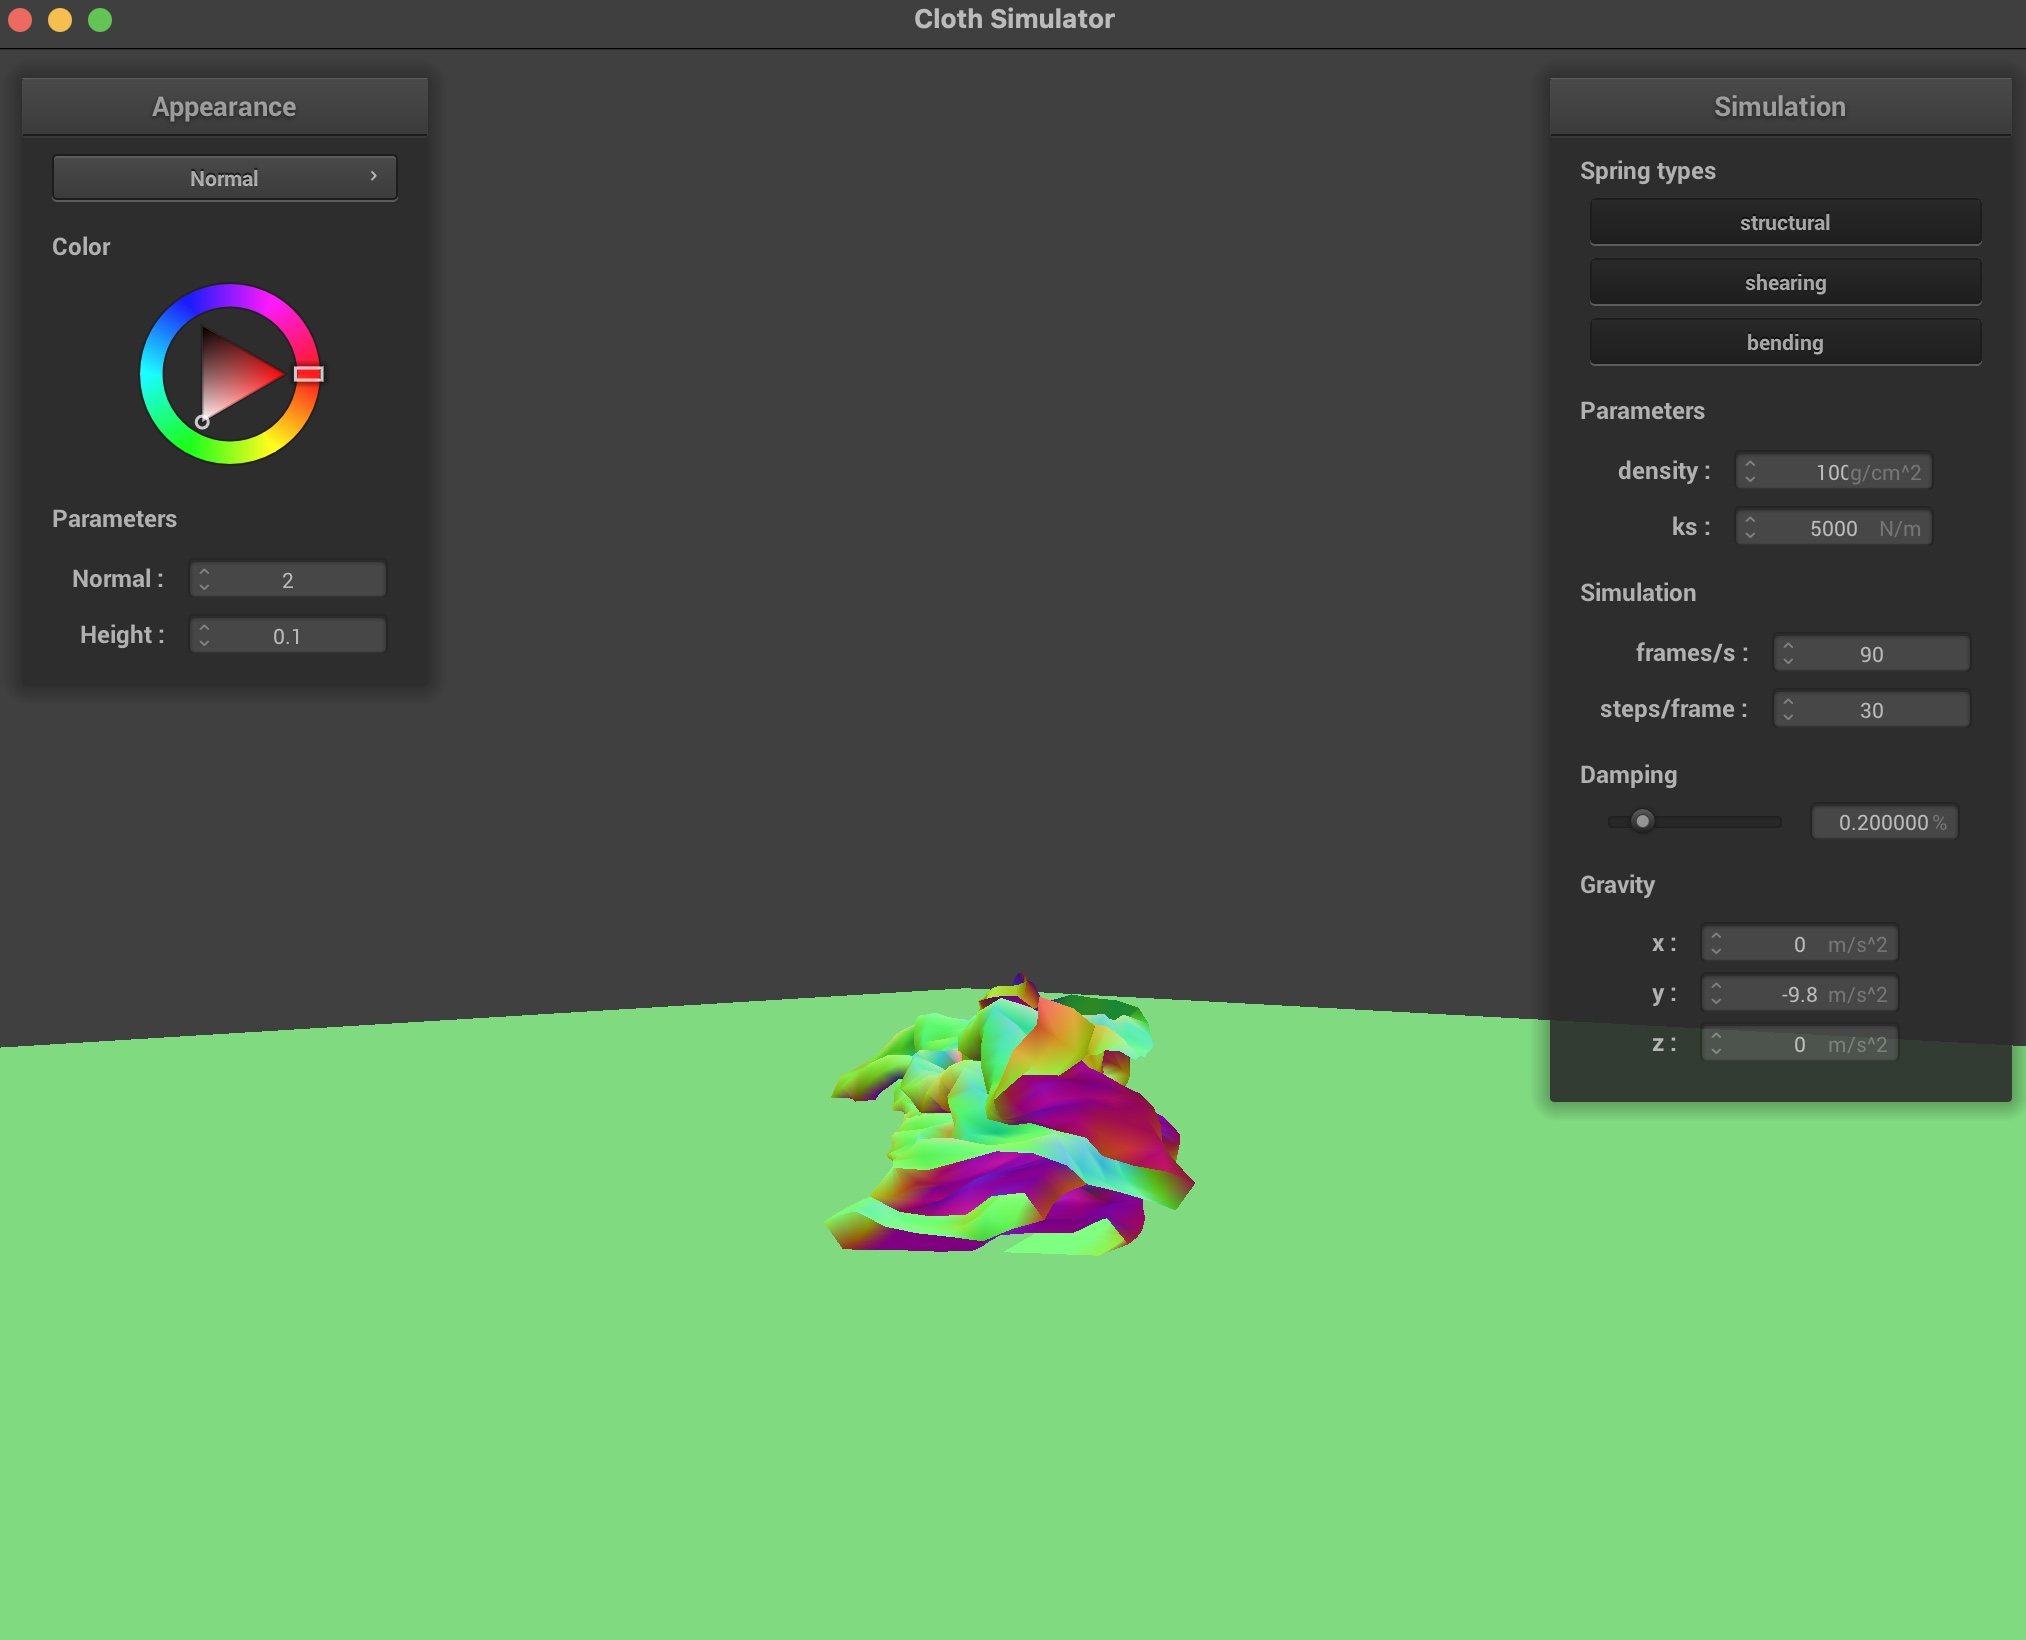 Cloth Simulator
Appearance
Normal
Color
Parameters
Normal : 2
Height : 0.1
Simulation
Spring types
structural
shearing
bending
Parameters
density : 100 g/cm^2
ks : 5000 N/m
Simulation
frames/s : 90
steps/frame : 30
Damping
0.200000 %
Gravity
x : 0 m/s^2
y : -9.8 m/s^2
z : 0 m/s^2